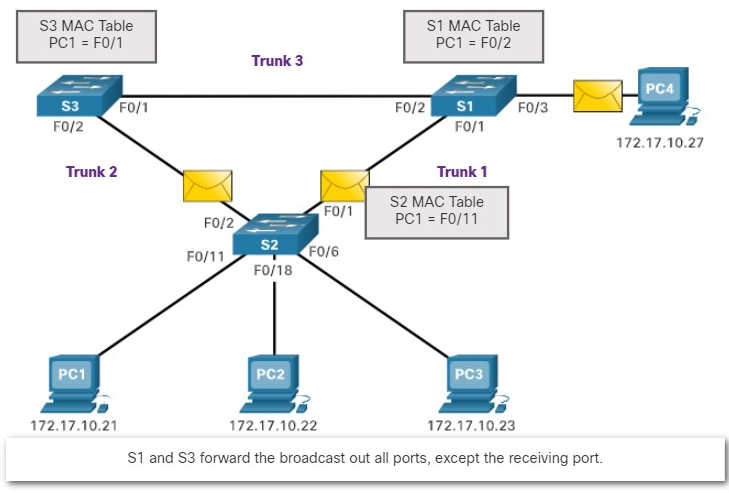 S3 MAC Table
PC1 = F0/1
S1 MAC Table
PC1 = F0/2
Trunk 3
S3
F0/1
F0/2
S1
F0/3
PC4
F0/2
F0/1
172.17.10.27
Trunk 2
Trunk 1
S2 MAC Table
PC1 = F0/11
F0/1
F0/2
S2
F0/11
F0/6
F0/18
PC1
PC2
PC3
172.17.10.21
172.17.10.22
172.17.10.23
S1 and S3 forward the broadcast out all ports, except the receiving port.